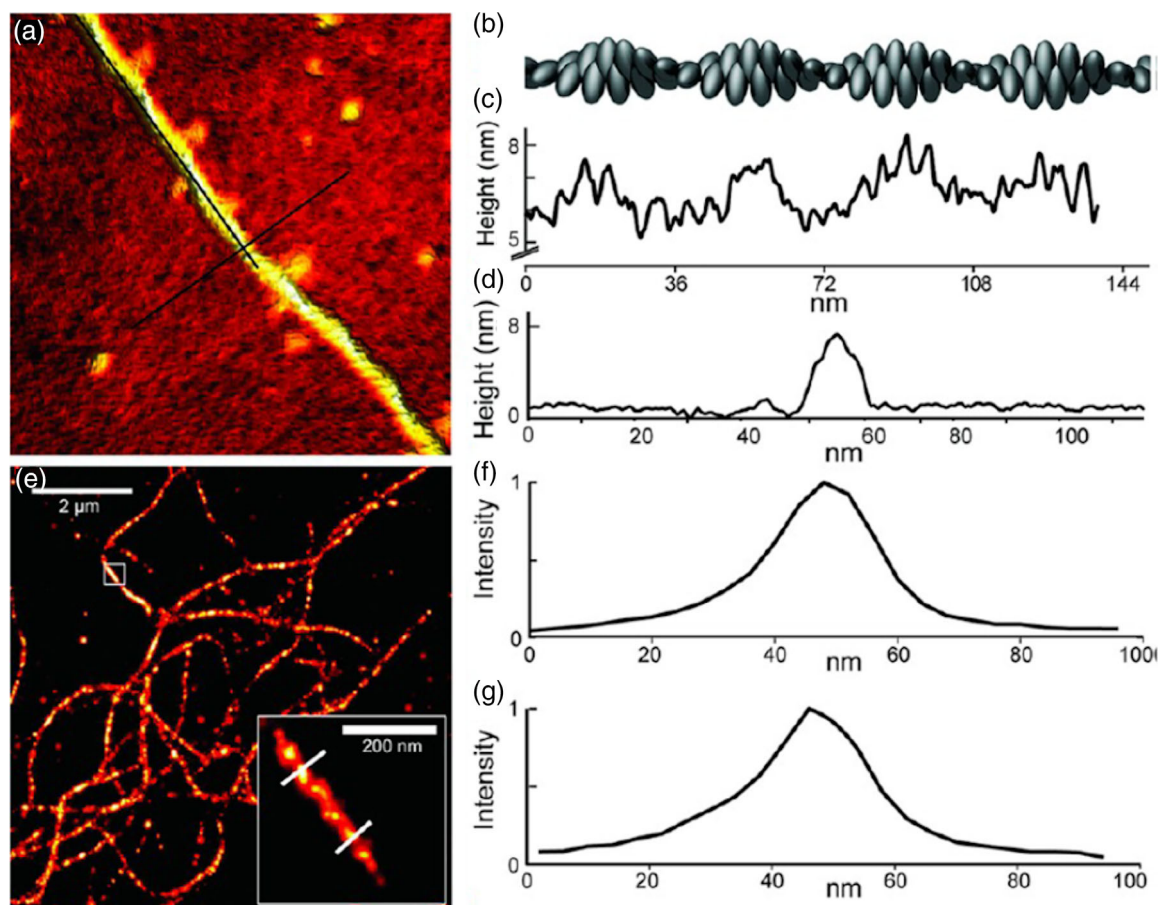 (a)
(b)
(c)
Height (nm)
8
5
0 36 72 108 144
nm
(d)
Height (nm)
8
0
0 20 40 60 20 80 100
nm
(e)
2 µm
200 nm
(f)
Intensity
1
0
0 20 40 60 80 1000
nm
(g)
Intensity
1
0
0 20 40 60 80 100
nm